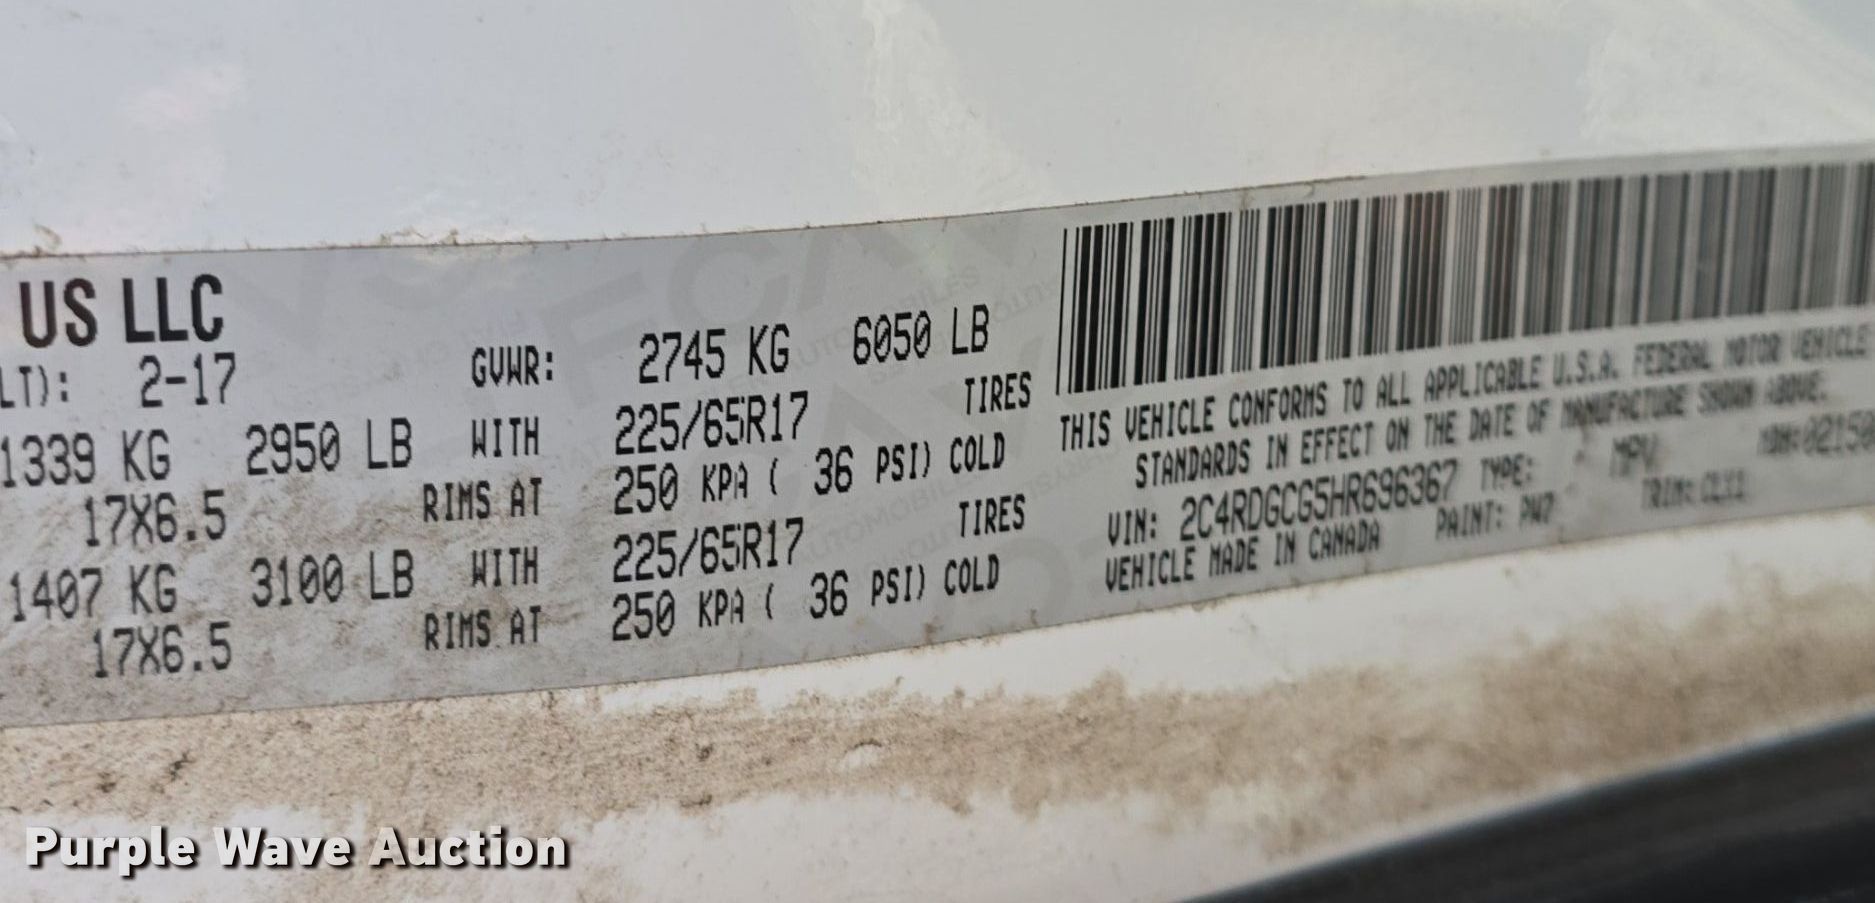 US LLC
LT): 2-17 GVWR: 2745 KG 6050 LB
1339 KG 2950 LB WITH 225/65R17 TIRES
17X6.5 RIMS AT 250 KPA ( 36 PSI) COLD
1407 KG 3100 LB WITH 225/65R17 TIRES
17X6.5 RIMS AT 250 KPA ( 36 PSI) COLD
THIS VEHICLE CONFORMS TO ALL APPLICABLE U.S.A. FEDERAL MOTOR VEHICLE
STANDARDS IN EFFECT ON THE DATE OF MANUFACTURE SHOWN ABOVE.
VIN: 2C4RDGCG5HR696367 TYPE: MPV
VEHICLE MADE IN CANADA PAINT: PW7 TRIM:
Purple Wave Auction